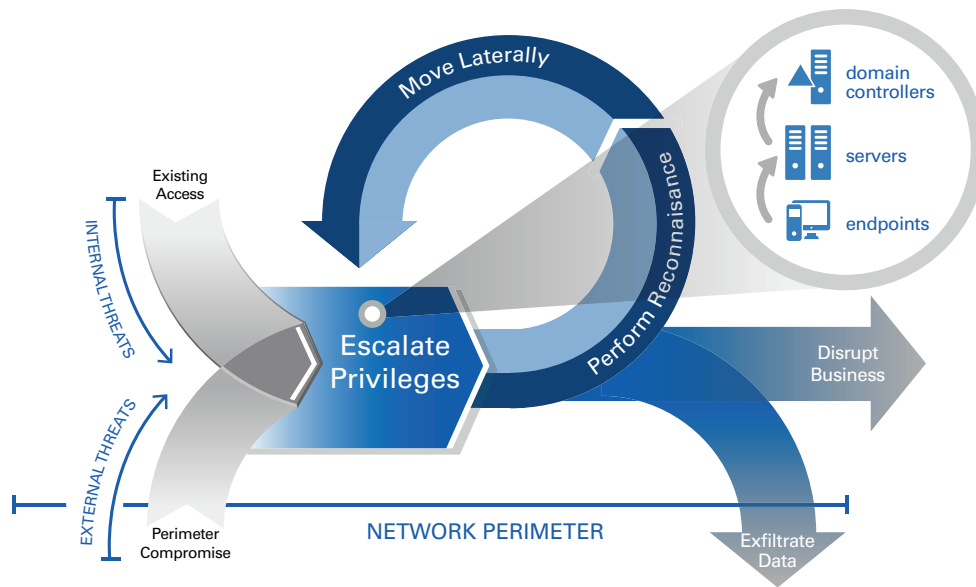 Move Laterally
domain
controllers
servers
endpoints
Existing
Access
INTERNAL THREATS
Perform Reconnaisance
Escalate
Privileges
Disrupt
Business
EXTERNAL THREATS
NETWORK PERIMETER
Perimeter
Compromise
Exfiltrate
Data